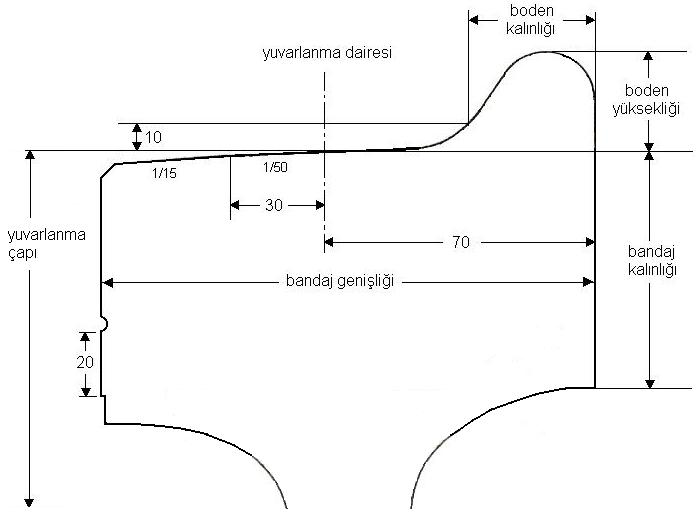 boden
kalınlığı
yuvarlanma dairesi
boden
yüksekliği
10
1/15
1/50
30
70
yuvarlanma
çapı
bandaj
kalınlığı
bandaj genişliği
20